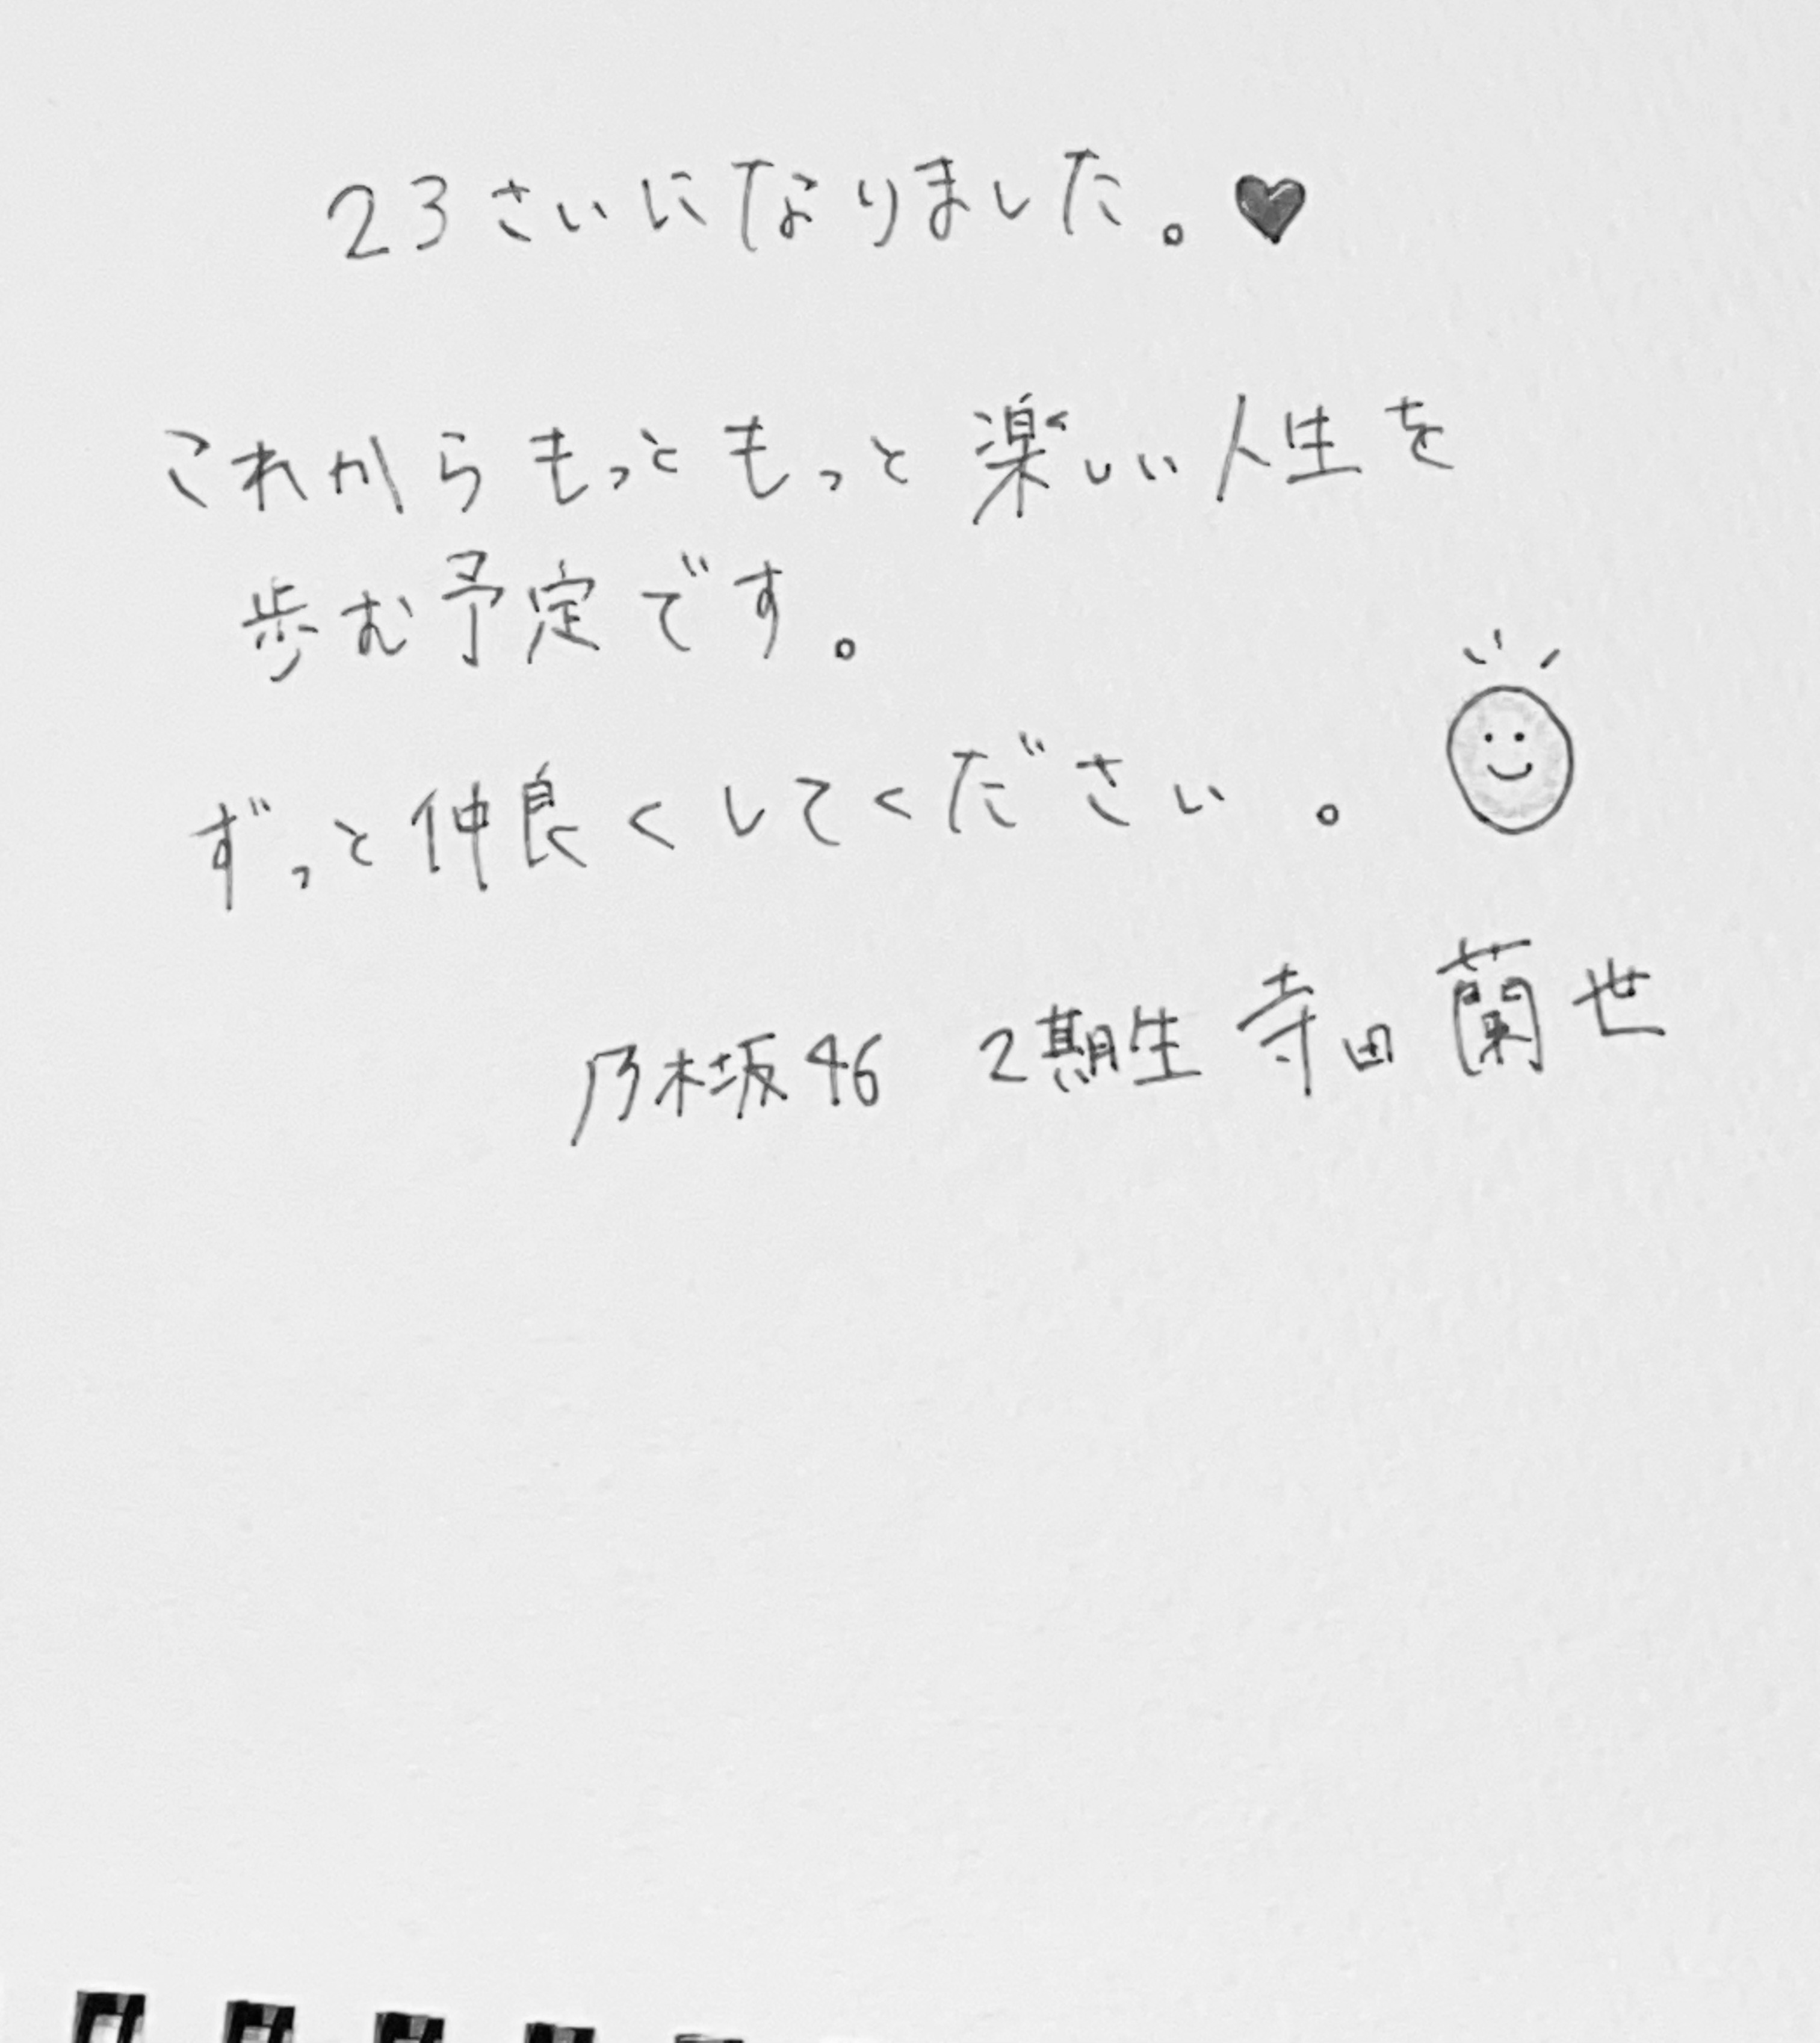 23さいになりました。♥
これからもっともっと楽しい人生を
歩む予定です。
ずっと仲良くしてください。
乃木坂46 2期生 寺田 蘭世